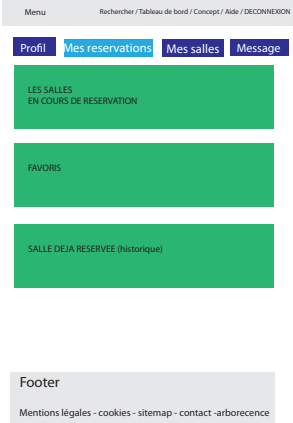 Menu Rechercher / Tableau de bord / Concept / Aide / DECONNEXION
Profil Mes reservations Mes salles Message
LES SALLES
EN COURS DE RESERVATION
FAVORIS
SALLE DEJA RESERVEE (historique)
Footer
Mentions légales - cookies - sitemap - contact -arborecence